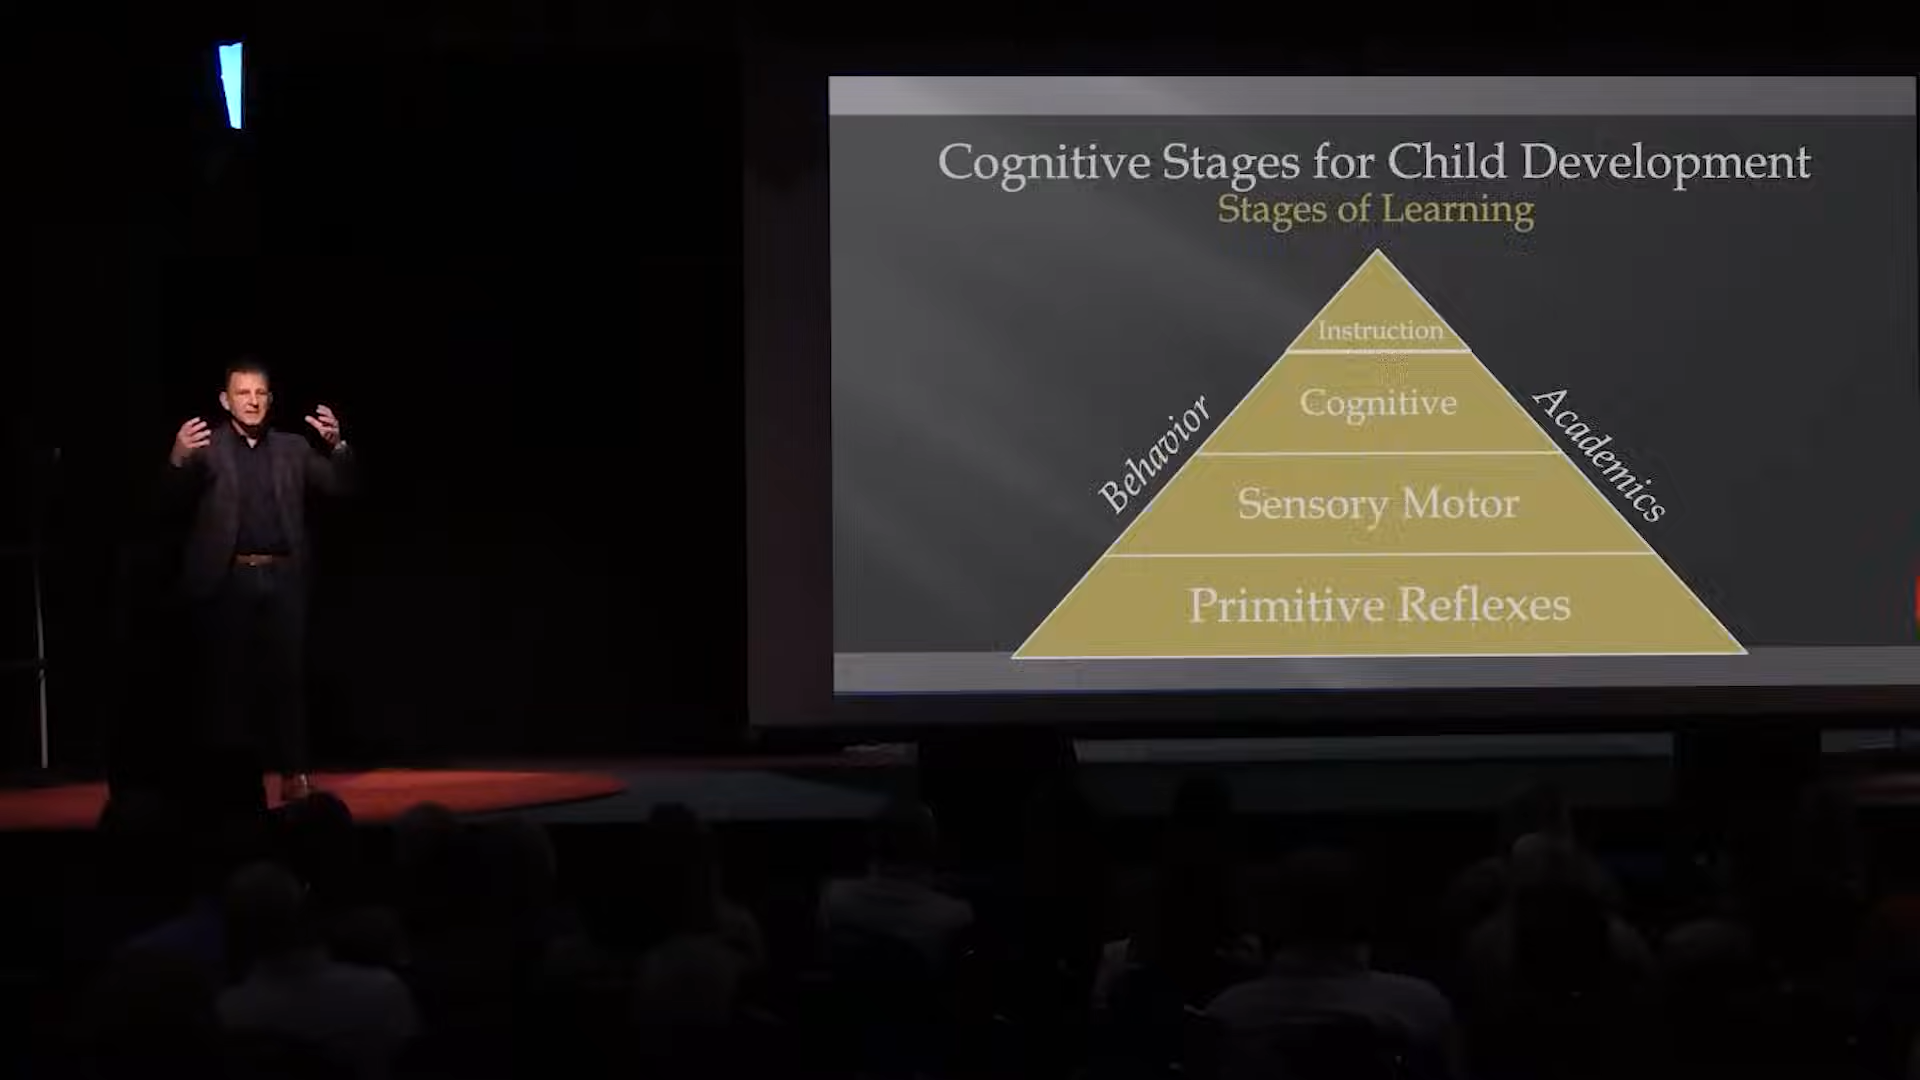 Cognitive Stages for Child Development
Stages of Learning
Instruction
Cognitive
Behavior
Academics
Sensory Motor
Primitive Reflexes